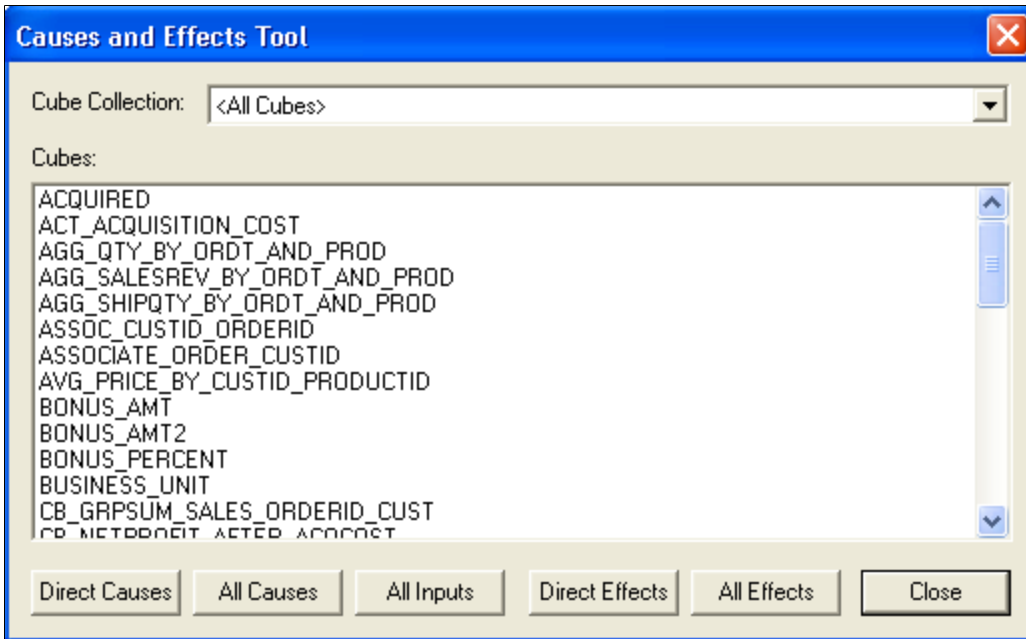 Causes and Effects Tool
Cube Collection: <All Cubes>
Cubes:
ACQUIRED
ACT_ACQUISITION_COST
AGG_QTY_BY_ORDT_AND_PROD
AGG_SALESREV_BY_ORDT_AND_PROD
AGG_SHIPQTY_BY_ORDT_AND_PROD
ASSOC_CUSTID_ORDERID
ASSOCIATE_ORDER_CUSTID
AVG_PRICE_BY_CUSTID_PRODUCTID
BONUS_AMT
BONUS_AMT2
BONUS_PERCENT
BUSINESS_UNIT
CB_GRPSUM_SALES_ORDERID_CUST
CB_NETPROFIT_AFTER_ACQCOST
Direct Causes All Causes All Inputs Direct Effects All Effects Close